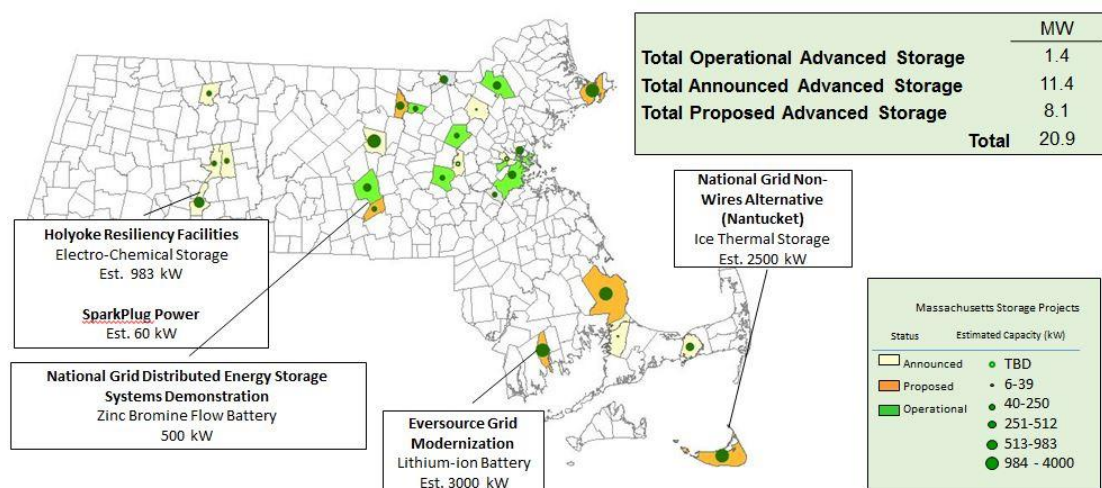 MW
Total Operational Advanced Storage 1.4
Total Announced Advanced Storage 11.4
Total Proposed Advanced Storage 8.1
Total 20.9
National Grid Non-
Wires Alternative
(Nantucket)
Ice Thermal Storage
Est. 2500 kW
Holyoke Resiliency Facilities
Electro-Chemical Storage
Est. 983 kW
SparkPlug Power
Est. 60 kW
National Grid Distributed Energy Storage
Systems Demonstration
Zinc Bromine Flow Battery
500 kW
Eversource Grid
Modernization
Lithium-ion Battery
Est. 3000 kW
Massachusetts Storage Projects
Status Estimated Capacity (kW)
Announced
Proposed
Operational
TBD
6-39
40-250
251-512
513-983
984 - 4000